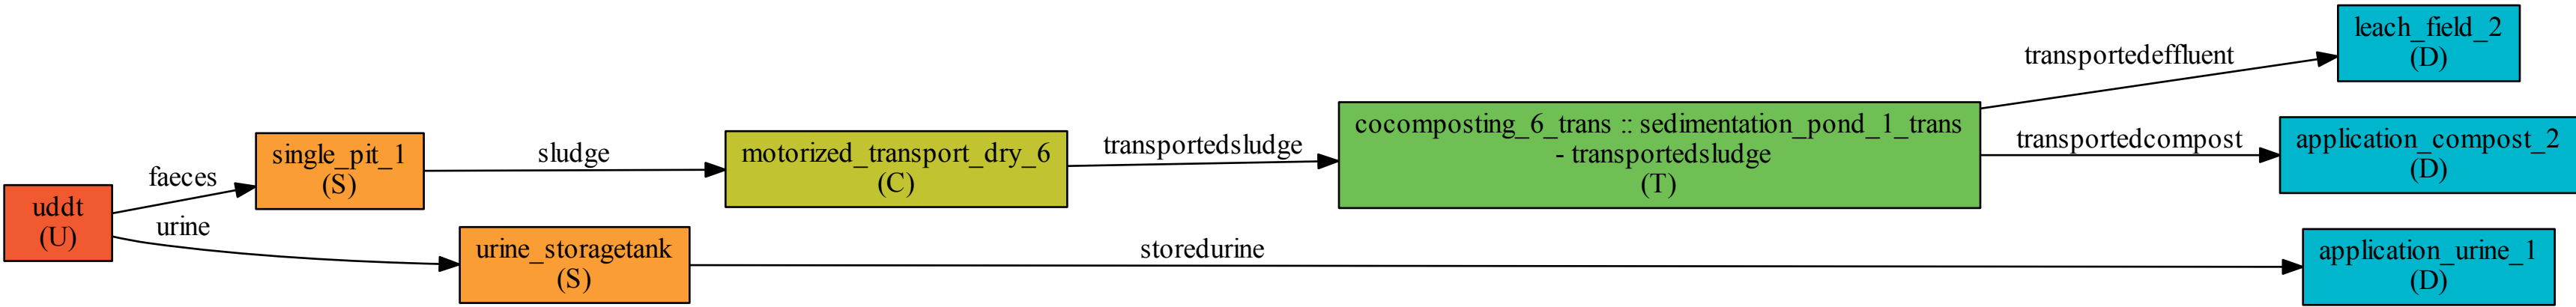 uddt
(U)
faeces
urine
single_pit_1
(S)
urine_storagetank
(S)
sludge
motorized_transport_dry_6
(C)
transportedsludge
cocomposting_6_trans :: sedimentation_pond_1_trans
- transportedsludge
(T)
storedurine
transportedeffluent
transportedcompost
leach_field_2
(D)
application_compost_2
(D)
application_urine_1
(D)